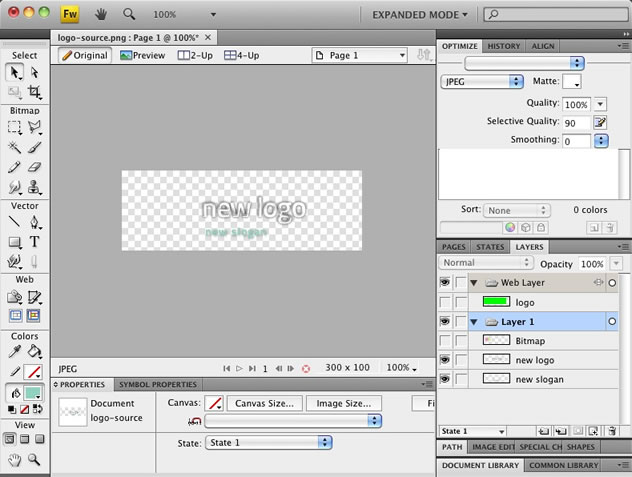 Fw 100% EXPANDED MODE
logo-source.png : Page 1 @ 100%*
Original Preview 2-Up 4-Up Page 1
Select
Bitmap
Vector
T
Web
Colors
View
new logo
new slogan
JPEG 1 300 x 100 100%
PROPERTIES SYMBOL PROPERTIES
Document
logo-source
Canvas: Canvas Size... Image Size... Fi
State: State 1
OPTIMIZE HISTORY ALIGN
JPEG Matte:
Quality: 100%
Selective Quality: 90
Smoothing: 0
Sort: None 0 colors
PAGES STATES LAYERS
Normal Opacity 100%
Web Layer
logo
Layer 1
Bitmap
new logo
new slogan
State 1
PATH IMAGE EDIT SPECIAL CH SHAPES
DOCUMENT LIBRARY COMMON LIBRARY